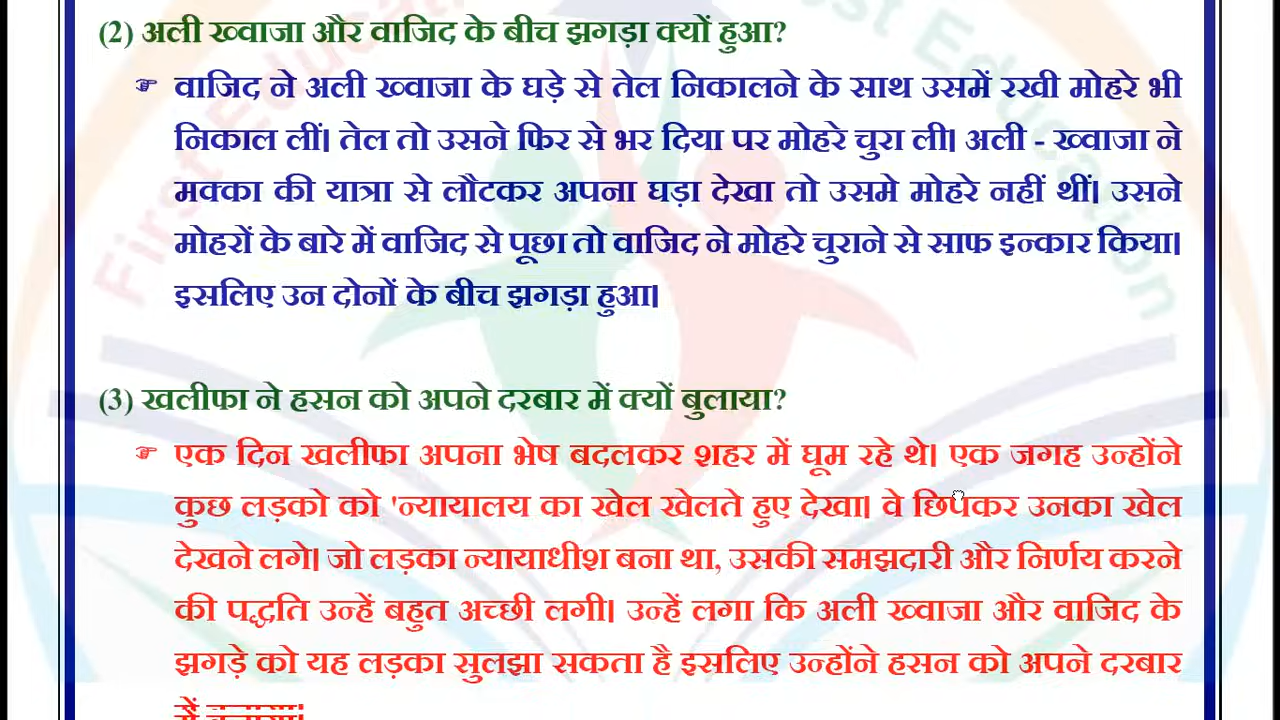 (2) अली ख्वाजा और वाजिद के बीच झगड़ा क्यों हुआ?
☞ वाजिद ने अली ख्वाजा के घड़े से तेल निकालने के साथ उसमें रखी मोहरे भी
निकाल लीं। तेल तो उसने फिर से भर दिया पर मोहरे चुरा ली। अली - ख्वाजा ने
मक्का की यात्रा से लौटकर अपना घड़ा देखा तो उसमे मोहरे नहीं थीं। उसने
मोहरों के बारे में वाजिद से पूछा तो वाजिद ने मोहरे चुराने से साफ इन्कार किया।
इसलिए उन दोनों के बीच झगड़ा हुआ।
(3) खलीफा ने हसन को अपने दरबार में क्यों बुलाया?
☞ एक दिन खलीफा अपना भेष बदलकर शहर में घूम रहे थे। एक जगह उन्होंने
कुछ लड़को को 'न्यायालय का खेल खेलते हुए देखा। वे छिपकर उनका खेल
देखने लगे। जो लड़का न्यायाधीश बना था, उसकी समझदारी और निर्णय करने
की पद्धति उन्हें बहुत अच्छी लगी। उन्हें लगा कि अली ख्वाजा और वाजिद के
झगड़े को यह लड़का सुलझा सकता है इसलिए उन्होंने हसन को अपने दरबार
में बुलाया।
First Educa
st Education